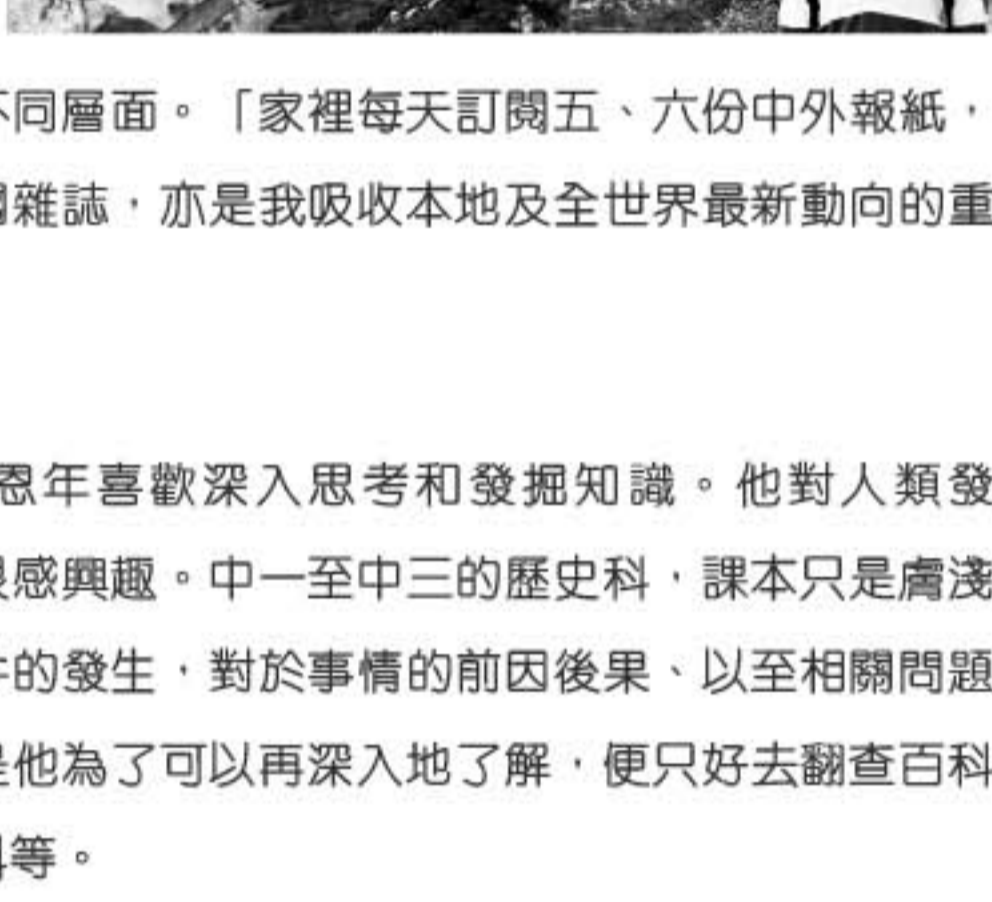 不同層面。「家裡每天訂閱五、六份中外報紙，
雜誌，亦是我吸收本地及全世界最新動向的重
恩年喜歡深入思考和發掘知識。他對人類發
感興趣。中一至中三的歷史科，課本只是膚淺
的發生，對於事情的前因後果、以至相關問題
是他為了可以再深入地了解，便只好去翻查百科
等。